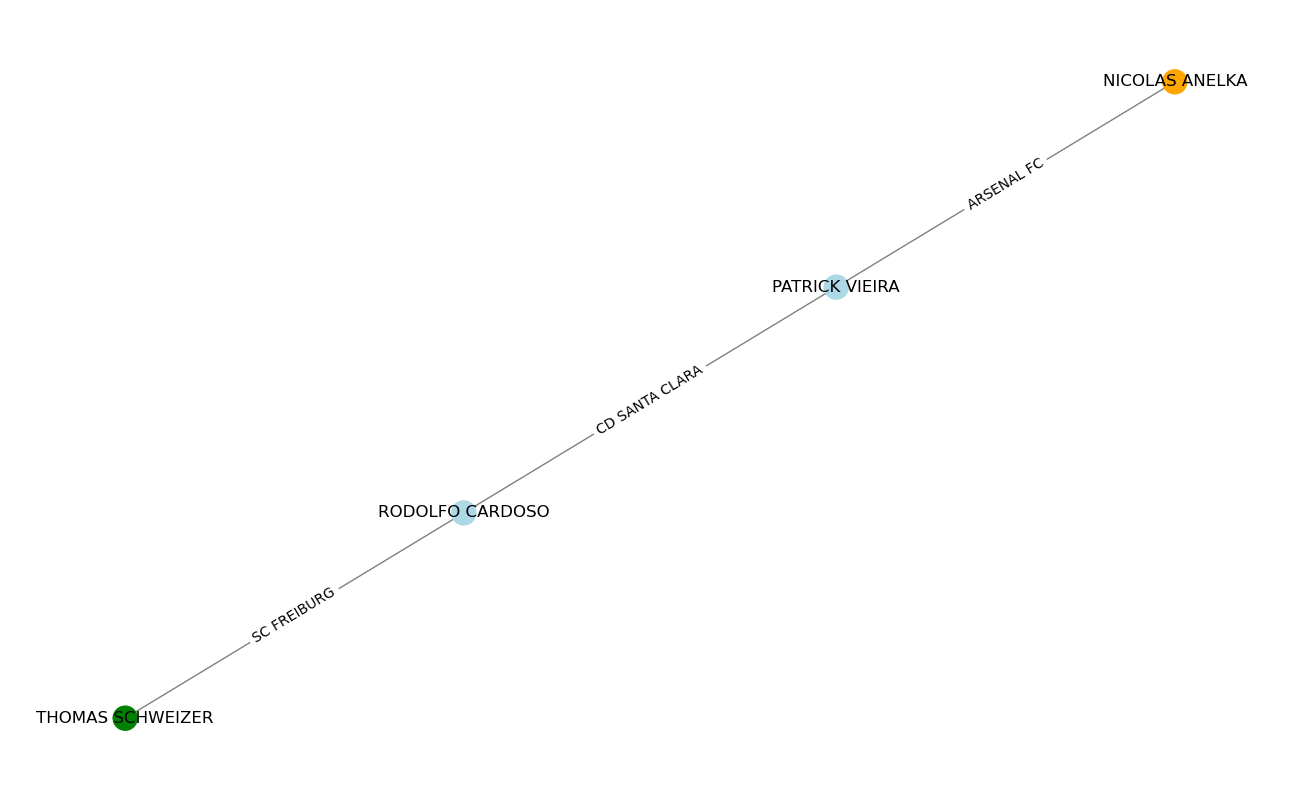 NICOLAS ANELKA
ARSENAL FC
PATRICK VIEIRA
CD SANTA CLARA
RODOLFO CARDOSO
SC FREIBURG
THOMAS SCHWEIZER